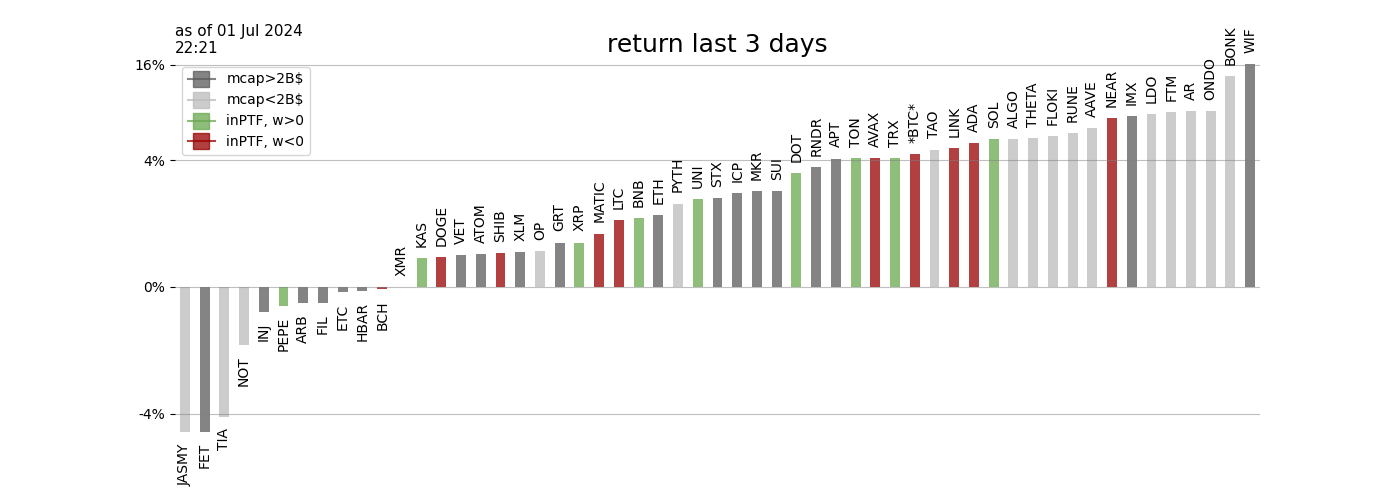 as of 01 Jul 2024
22:21
return last 3 days
16%
4%
0%
-4%
mcap>2B$
mcap<2B$
inPTF, w>0
inPTF, w<0
JASMY
FET
TIA
NOT
INJ
PEPE
ARB
FIL
ETC
HBAR
BCH
XMR
KAS
DOGE
VET
ATOM
SHIB
XLM
OP
GRT
XRP
MATIC
LTC
BNB
ETH
PYTH
UNI
STX
ICP
MKR
SUI
DOT
RNDR
APT
TON
AVAX
TRX
*BTC*
TAO
LINK
ADA
SOL
ALGO
THETA
FLOKI
RUNE
AAVE
NEAR
IMX
LDO
FTM
AR
ONDO
BONK
WIF